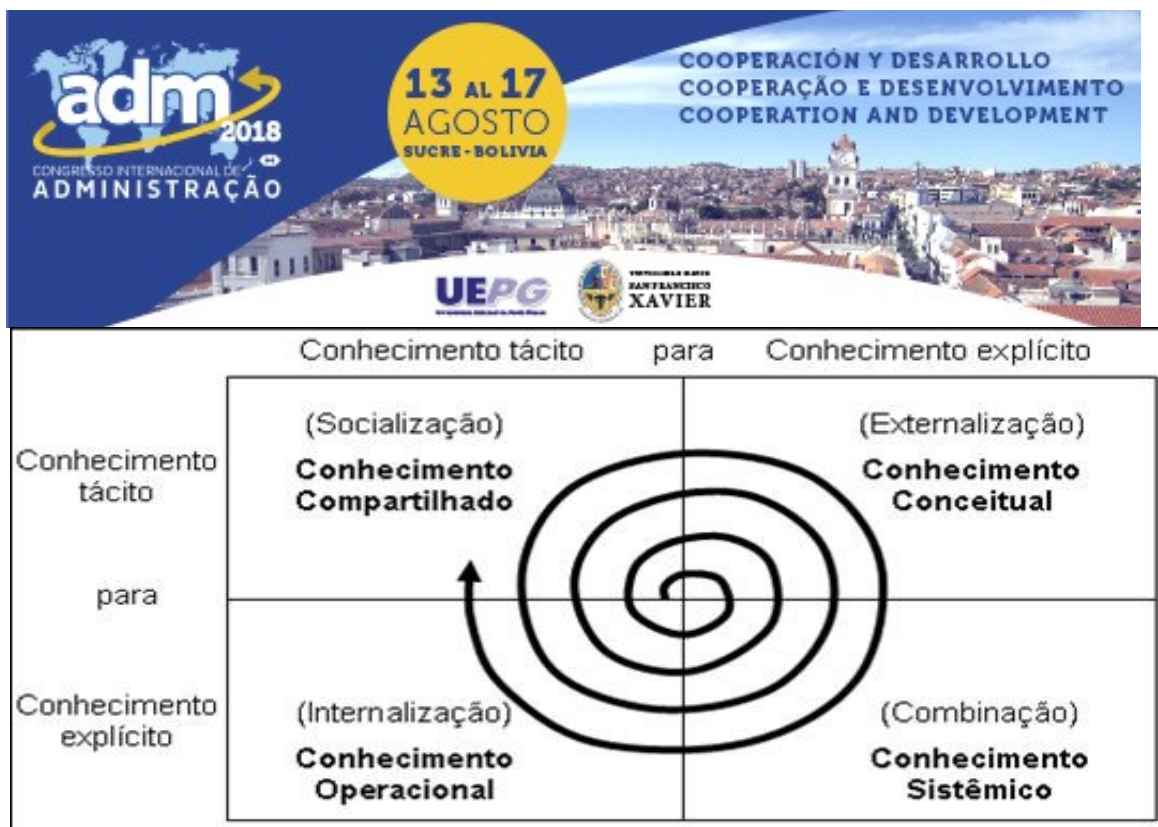 adm
2018
CONGRESSO INTERNACIONAL DE
ADMINISTRAÇÃO
13 AL 17
AGOSTO
SUCRE - BOLIVIA
COOPERACIÓN Y DESARROLLO
COOPERAÇÃO E DESENVOLVIMENTO
COOPERATION AND DEVELOPMENT
UEPG
SAN FRANCISCO
XAVIER
Conhecimento tácito para Conhecimento explícito
Conhecimento
tácito
para
Conhecimento
explícito
(Socialização)
Conhecimento
Compartilhado
(Externalização)
Conhecimento
Conceitual
(Internalização)
Conhecimento
Operacional
(Combinação)
Conhecimento
Sistêmico